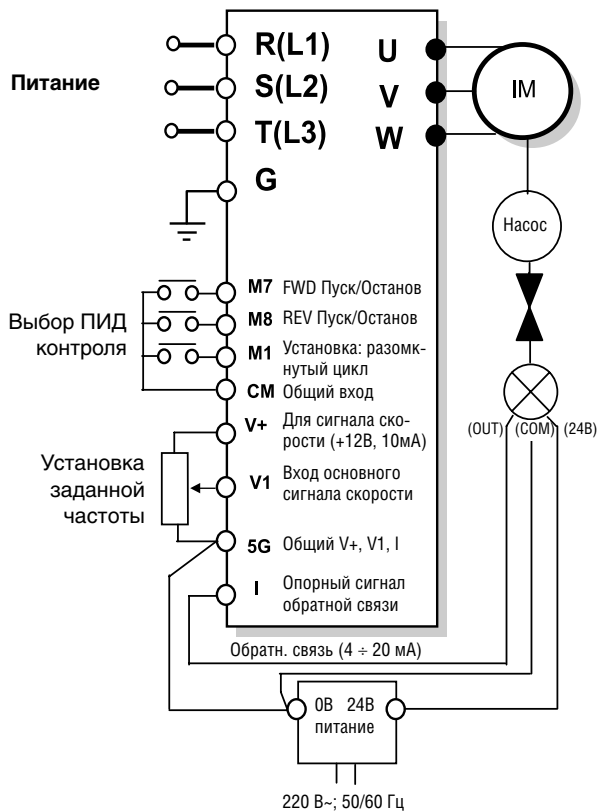 Питание
R(L1)
S(L2)
T(L3)
G
U
V
W
IM
Насос
Выбор ПИД
контроля
M7 FWD Пуск/Останов
M8 REV Пуск/Останов
M1 Установка: разомк-
нутый цикл
CM Общий вход
V+ Для сигнала ско-
рости (+12В, 10мА)
Установка
заданной
частоты
V1 Вход основного
сигнала скорости
5G Общий V+, V1, I
I Опорный сигнал
обратной связи
(OUT) (COM) (24В)
Обратн. связь (4 ÷ 20 мА)
0В 24В
питание
220 В~; 50/60 Гц